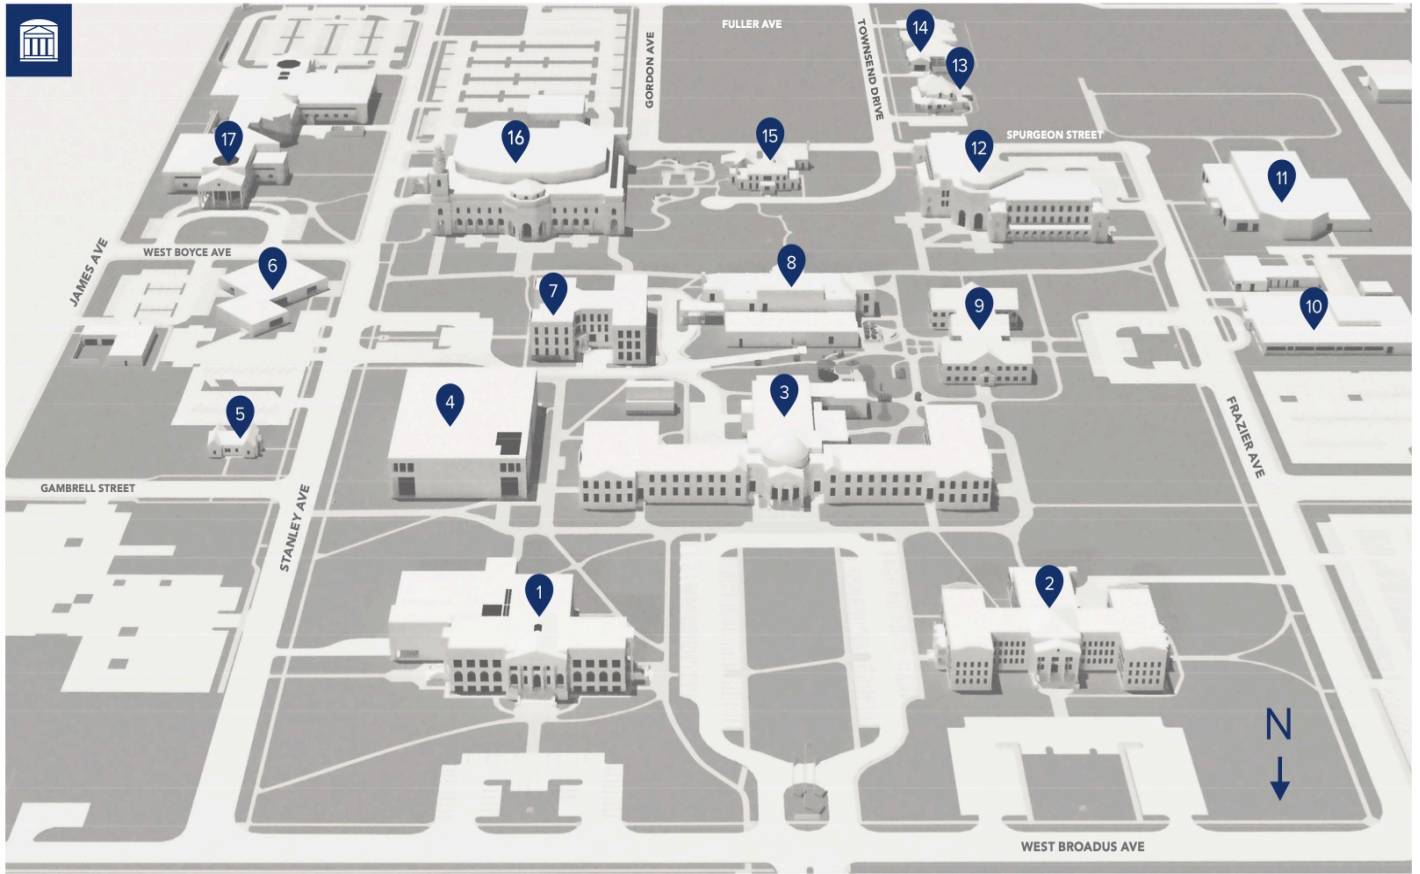 FULLER AVE
GORDON AVE
TOWNSEND DRIVE
14
13
SPURGEON STREET
17
16
15
12
11
JAMES AVE
WEST BOYCE AVE
6
7
8
9
10
5
4
3
FRAZIER AVE
GAMBRELL STREET
STANLEY AVE
1
2
N
WEST BROADUS AVE